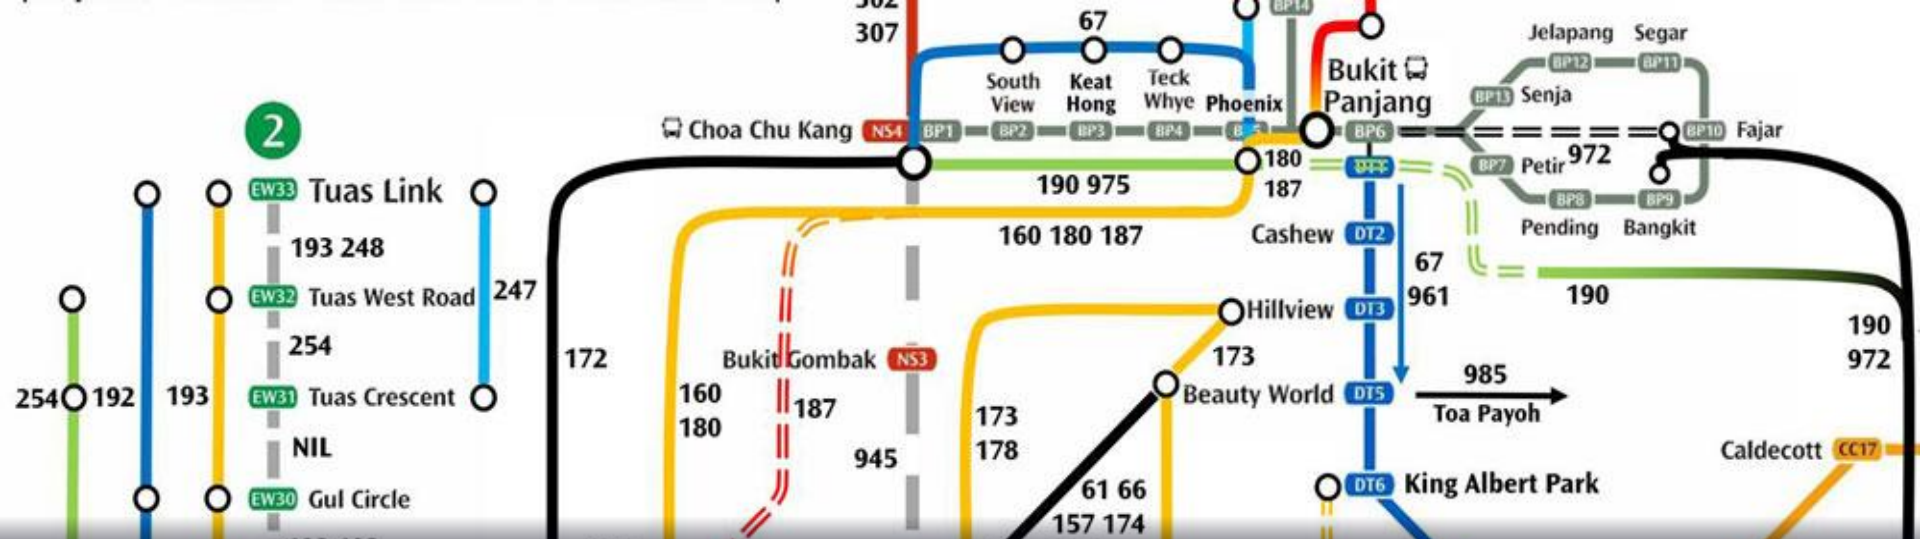 307
67
South
View
Keat
Hong
Teck
Whye
Phoenix
BP14
Bukit
Panjang
Jelapang
Segar
BP12
BP11
BP13
Senja
Choa Chu Kang
NS4
BP1
BP2
BP3
BP4
BP6
BP10
Fajar
972
BP7
Petir
BP8
BP9
Pending
Bangkit
190 975
180
187
160 180 187
Cashew
DT2
67
961
Hillview
DT3
173
Beauty World
DT5
985
Toa Payoh
190
190
972
Caldecott
CC17
DT6
King Albert Park
2
EW33
Tuas Link
193 248
EW32
Tuas West Road
247
254
EW31
Tuas Crescent
254
192
193
NIL
EW30
Gul Circle
172
160
180
187
Bukit Gombak
NS3
945
173
178
61 66
157 174